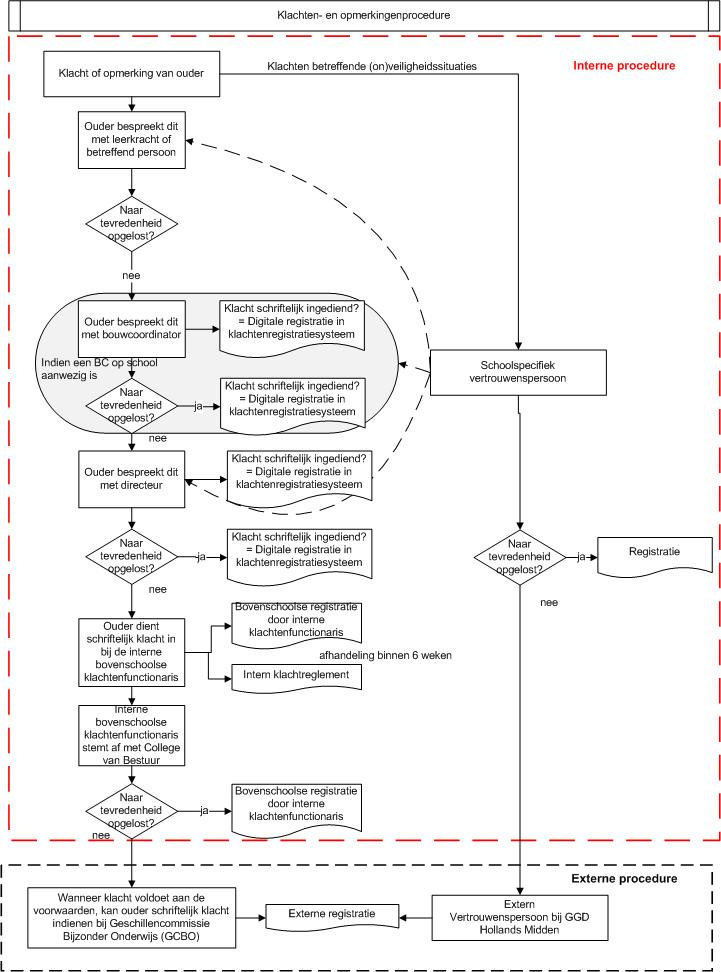 Klachten- en opmerkingenprocedure
Interne procedure
Klacht of opmerking van ouder
Klachten betreffende (on)veiligheidssituaties
Ouder bespreekt dit
met leerkracht of
betreffend persoon
Naar
tevredenheid
opgelost?
nee
Ouder bespreekt dit
met bouwcoordinator
Klacht schriftelijk ingediend?
= Digitale registratie in
klachtenregistratiesysteem
Indien een BC op school
aanwezig is
Schoolspecifiek
vertrouwenspersoon
Naar
tevredenheid
opgelost?
ja
Klacht schriftelijk ingediend?
= Digitale registratie in
klachtenregistratiesysteem
nee
Ouder bespreekt dit
met directeur
Klacht schriftelijk ingediend?
= Digitale registratie in
klachtenregistratiesysteem
Naar
tevredenheid
opgelost?
ja
Klacht schriftelijk ingediend?
= Digitale registratie in
klachtenregistratiesysteem
nee
Naar
tevredenheid
opgelost?
ja
Registratie
nee
Ouder dient
schriftelijk klacht in
bij de interne
bovenschoolse
klachtenfunctionaris
Bovenschoolse registratie
door interne
klachtenfunctionaris
afhandeling binnen 6 weken
Intern klachtreglement
Interne
bovenschoolse
klachtenfunctionaris
stemt af met College
van Bestuur
Naar
tevredenheid
opgelost?
ja
Bovenschoolse registratie
door interne
klachtenfunctionaris
nee
Externe procedure
Wanneer klacht voldoet aan de
voorwaarden, kan ouder schriftelijk klacht
indienen bij Geschillencommissie
Bijzonder Onderwijs (GCBO)
Externe registratie
Extern
Vertrouwenspersoon bij GGD
Hollands Midden